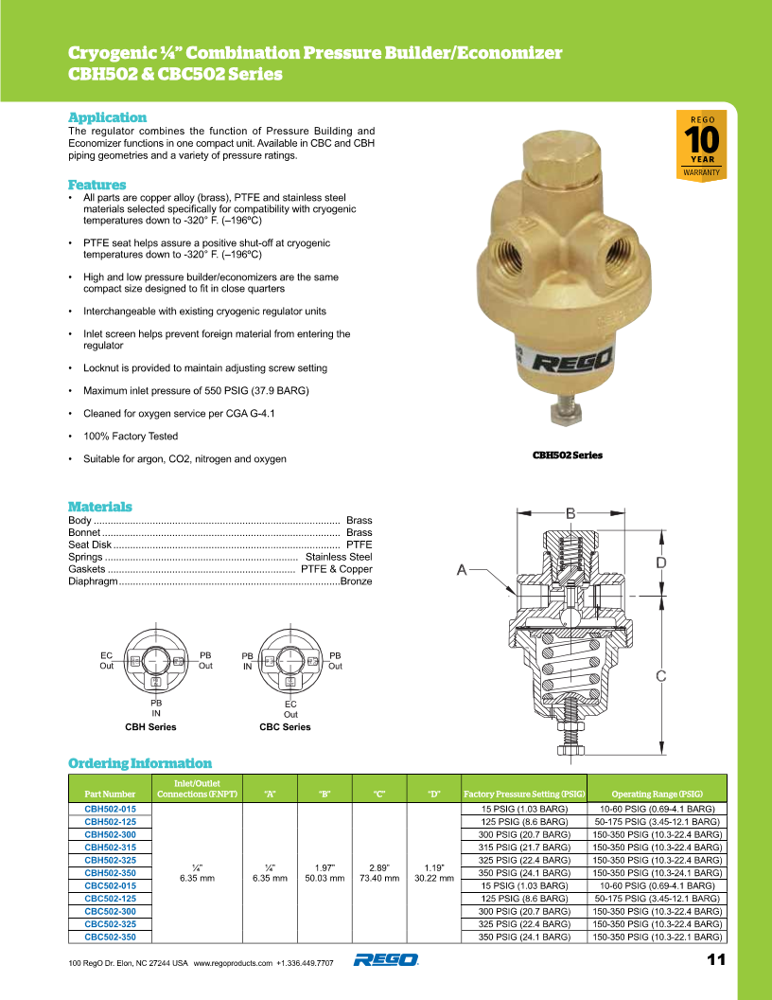 Cryogenic ¼” Combination Pressure Builder/Economizer
CBH502 & CBC502 Series
Application
The regulator combines the function of Pressure Building and
Economizer functions in one compact unit. Available in CBC and CBH
piping geometries and a variety of pressure ratings.
Features
• All parts are copper alloy (brass), PTFE and stainless steel
materials selected specifically for compatibility with cryogenic
temperatures down to -320° F. (–196ºC)
• PTFE seat helps assure a positive shut-off at cryogenic
temperatures down to -320° F. (–196ºC)
• High and low pressure builder/economizers are the same
compact size designed to fit in close quarters
• Interchangeable with existing cryogenic regulator units
• Inlet screen helps prevent foreign material from entering the
regulator
• Locknut is provided to maintain adjusting screw setting
• Maximum inlet pressure of 550 PSIG (37.9 BARG)
• Cleaned for oxygen service per CGA G-4.1
• 100% Factory Tested
• Suitable for argon, CO2, nitrogen and oxygen
REGO
10
YEAR
WARRANTY
REGO
CBH502 Series
Materials
Body ........ Brass
Bonnet ........ Brass
Seat Disk ........ PTFE
Springs ........ Stainless Steel
Gaskets ........ PTFE & Copper
Diaphragm ........ Bronze
EC
Out
PB
Out
PB
IN
CBH Series
PB
IN
PB
Out
EC
Out
CBC Series
B
A
D
C
Ordering Information
Part Number Inlet/Outlet Connections (F.NPT) "A" "B" "C" "D" Factory Pressure Setting (PSIG) Operating Range (PSIG)
CBH502-015 15 PSIG (1.03 BARG) 10-60 PSIG (0.69-4.1 BARG)
CBH502-125 125 PSIG (8.6 BARG) 50-175 PSIG (3.45-12.1 BARG)
CBH502-300 300 PSIG (20.7 BARG) 150-350 PSIG (10.3-22.4 BARG)
CBH502-315 315 PSIG (21.7 BARG) 150-350 PSIG (10.3-22.4 BARG)
CBH502-325 325 PSIG (22.4 BARG) 150-350 PSIG (10.3-22.4 BARG)
CBH502-350 350 PSIG (24.1 BARG) 150-350 PSIG (10.3-24.1 BARG)
¼" ¼" 1.97" 2.89" 1.19"
6.35 mm 6.35 mm 50.03 mm 73.40 mm 30.22 mm
CBC502-015 15 PSIG (1.03 BARG) 10-60 PSIG (0.69-4.1 BARG)
CBC502-125 125 PSIG (8.6 BARG) 50-175 PSIG (3.45-12.1 BARG)
CBC502-300 300 PSIG (20.7 BARG) 150-350 PSIG (10.3-22.4 BARG)
CBC502-325 325 PSIG (22.4 BARG) 150-350 PSIG (10.3-22.4 BARG)
CBC502-350 350 PSIG (24.1 BARG) 150-350 PSIG (10.3-22.1 BARG)
100 RegO Dr. Elon, NC 27244 USA www.regoproducts.com +1.336.449.7707 REGO 11